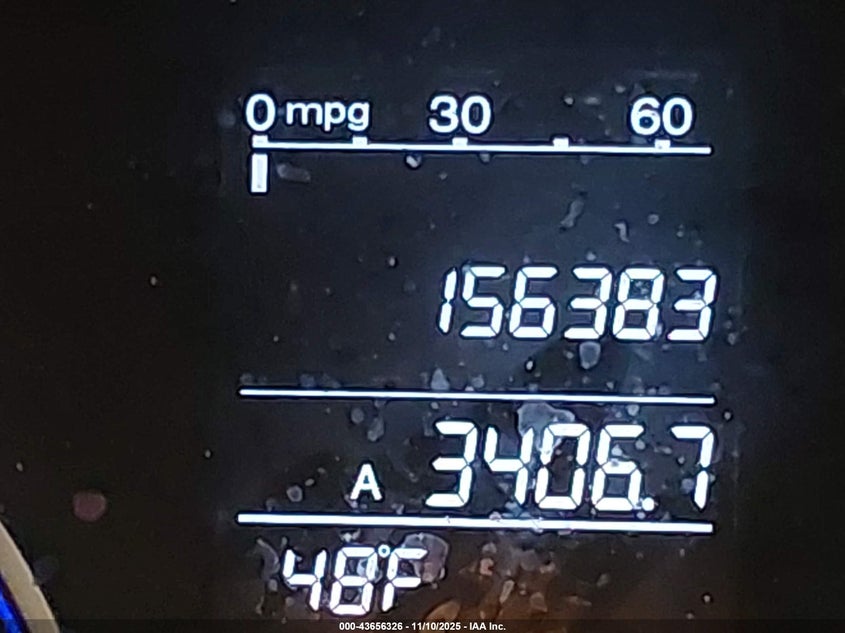 0 mpg 30 60
156383
A 3406.7
48°F
000-43656326 - 11/10/2025 - IAA Inc.